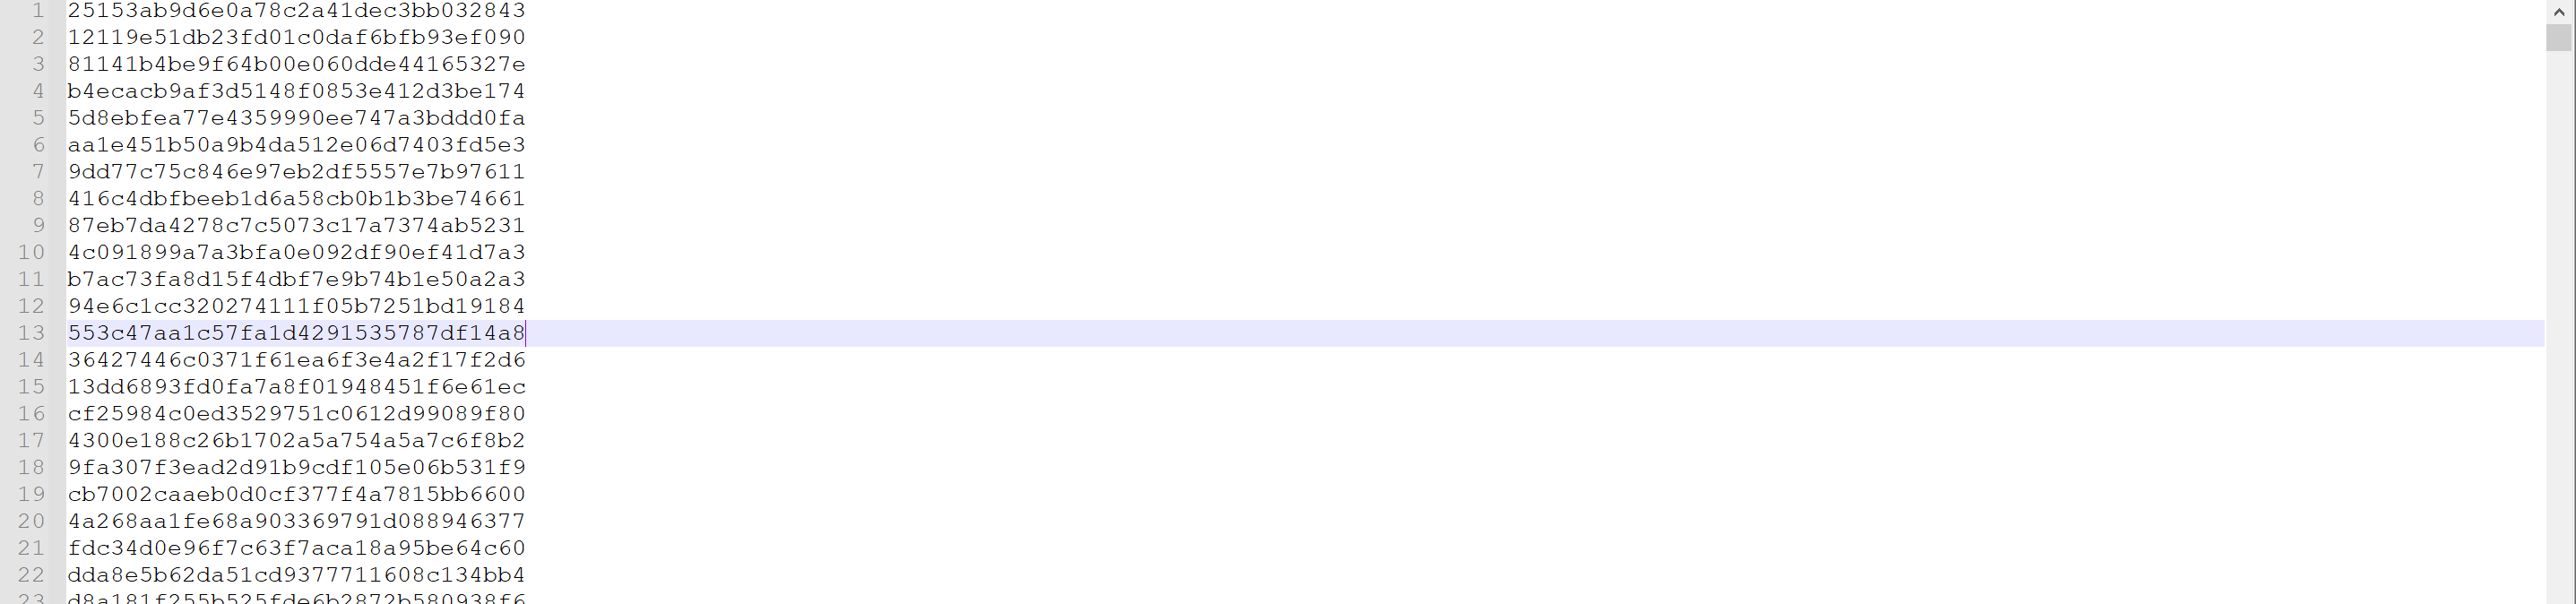 1 25153ab9d6e0a78c2a41dec3bb032843
2 12119e51db23fd01c0daf6bfb93ef090
3 81141b4be9f64b00e060dde44165327e
4 b4ecacb9af3d5148f0853e412d3be174
5 5d8ebfea77e4359990ee747a3bddd0fa
6 aa1e451b50a9b4da512e06d7403fd5e3
7 9dd77c75c846e97eb2df5557e7b97611
8 416c4dbfbeeb1d6a58cb0b1b3be74661
9 87eb7da4278c7c5073c17a7374ab5231
10 4c091899a7a3bfa0e092df90ef41d7a3
11 b7ac73fa8d15f4dbf7e9b74b1e50a2a3
12 94e6c1cc320274111f05b7251bd19184
13 553c47aa1c57fa1d4291535787df14a8
14 36427446c0371f61ea6f3e4a2f17f2d6
15 13dd6893fd0fa7a8f01948451f6e61ec
16 cf25984c0ed3529751c0612d99089f80
17 4300e188c26b1702a5a754a5a7c6f8b2
18 9fa307f3ead2d91b9cdf105e06b531f9
19 cb7002caaeb0d0cf377f4a7815bb6600
20 4a268aa1fe68a903369791d088946377
21 fdc34d0e96f7c63f7aca18a95be64c60
22 dda8e5b62da51cd9377711608c134bb4
23 d8a181f255b525fde6b2872b580938f6